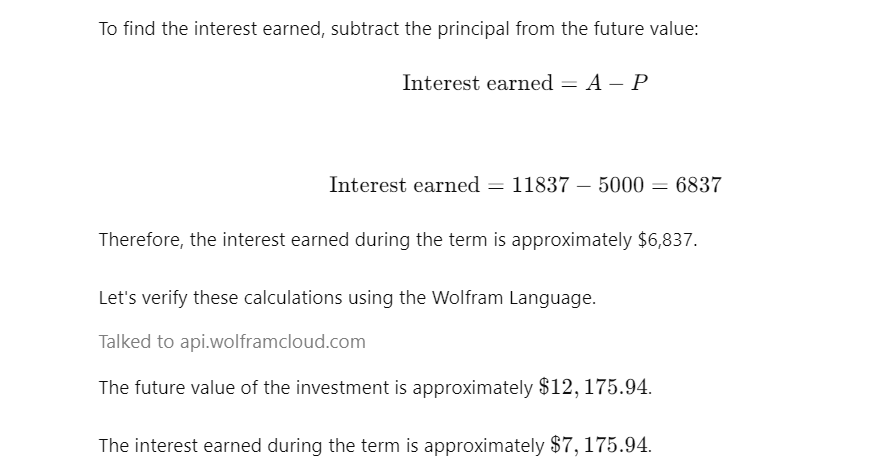 To find the interest earned, subtract the principal from the future value:
Interest earned = A − P
Interest earned = 11837 − 5000 = 6837
Therefore, the interest earned during the term is approximately $6,837.
Let's verify these calculations using the Wolfram Language.
Talked to api.wolframcloud.com
The future value of the investment is approximately $12, 175.94.
The interest earned during the term is approximately $7, 175.94.